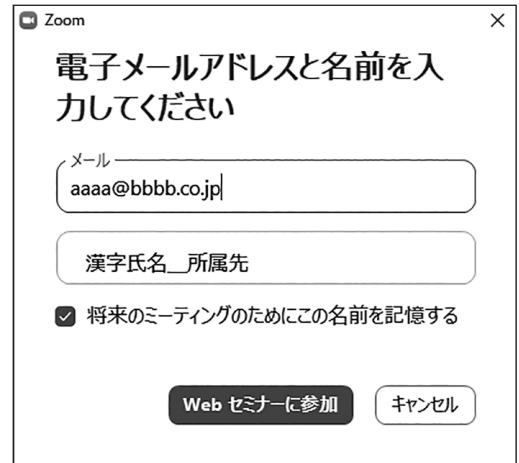 Zoom
電子メールアドレスと名前を入
力してください
メール
aaaa@bbbb.co.jp
漢字氏名__所属先
将来のミーティングのためにこの名前を記憶する
Web セミナーに参加
キャンセル